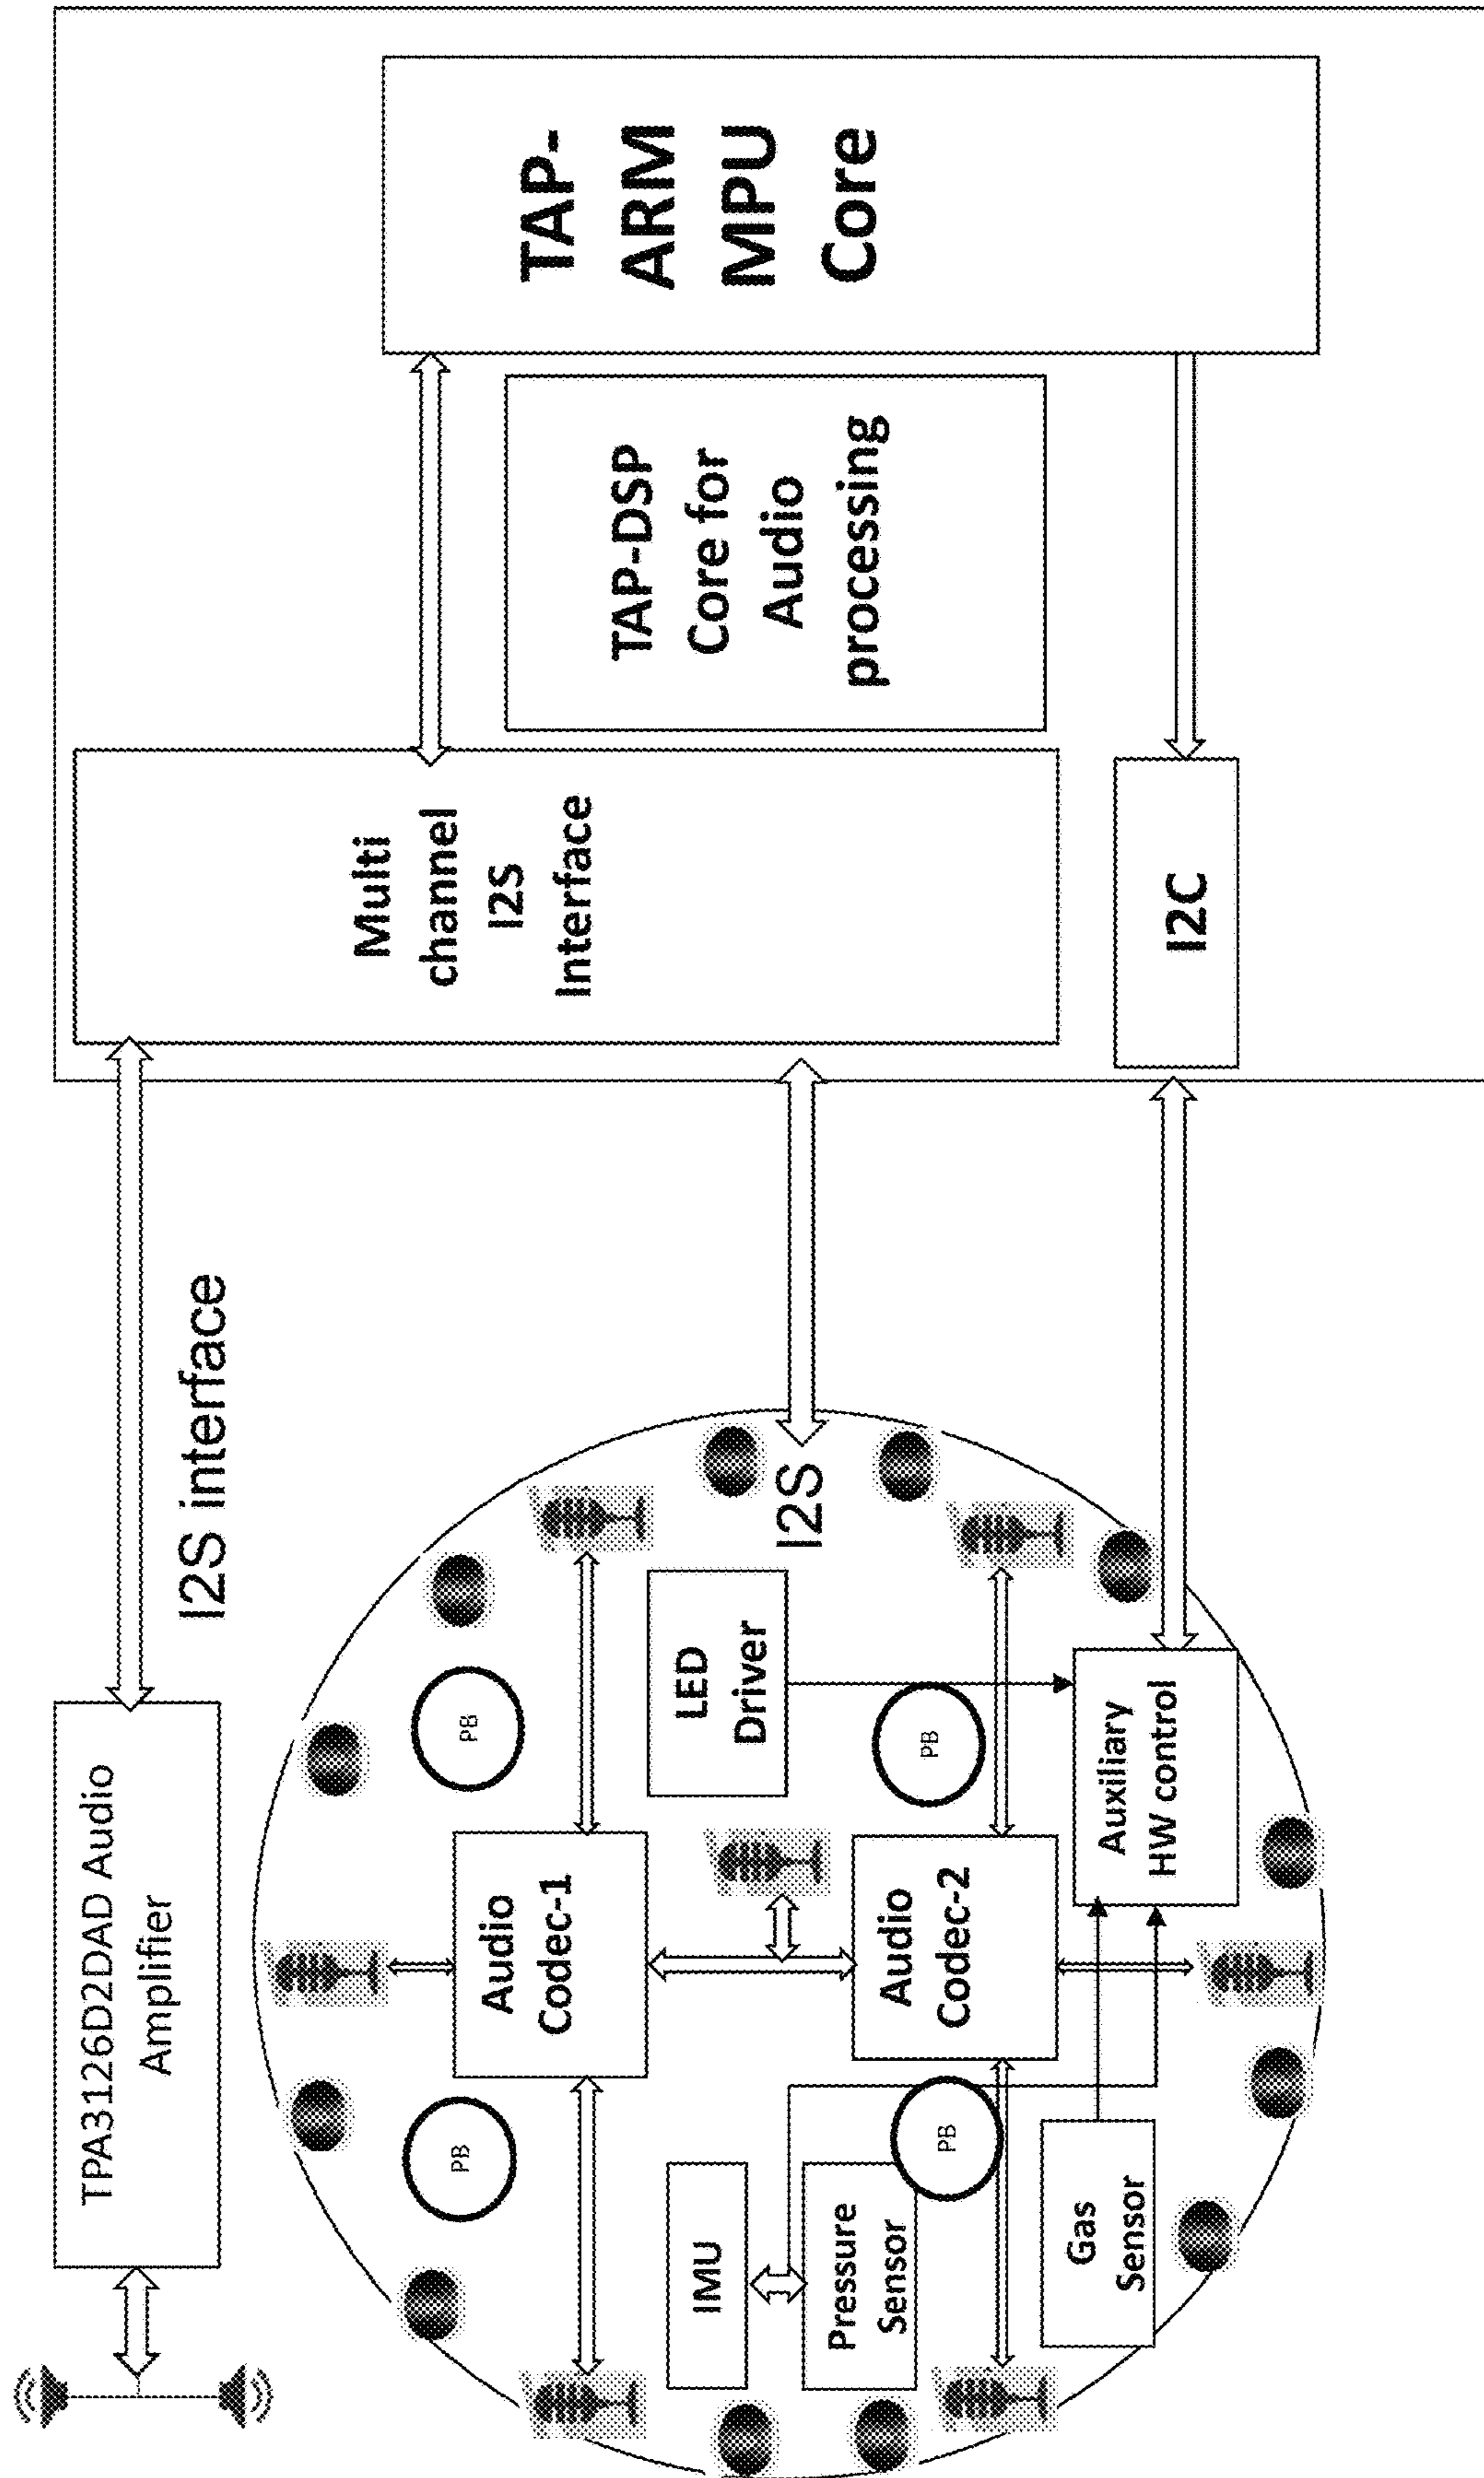 TPA3126D2DAD Audio
Amplifier
I2S interface
Multi
channel
I2S
Interface
TAP-
ARM
MPU
Core
TAP-DSP
Core for
Audio
processing
I2C
PB
PB
Audio
Codec-1
LED
Driver
I2S
IMU
Pressure
Sensor
PB
PB
Audio
Codec-2
Gas
Sensor
Auxiliary
HW control